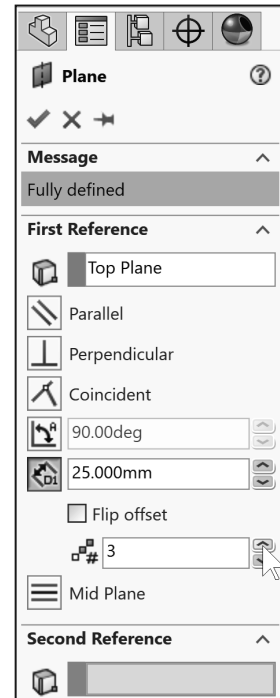 Plane
Message
Fully defined
First Reference
Top Plane
Parallel
Perpendicular
Coincident
90.00deg
D1 25.000mm
Flip offset
# 3
Mid Plane
Second Reference